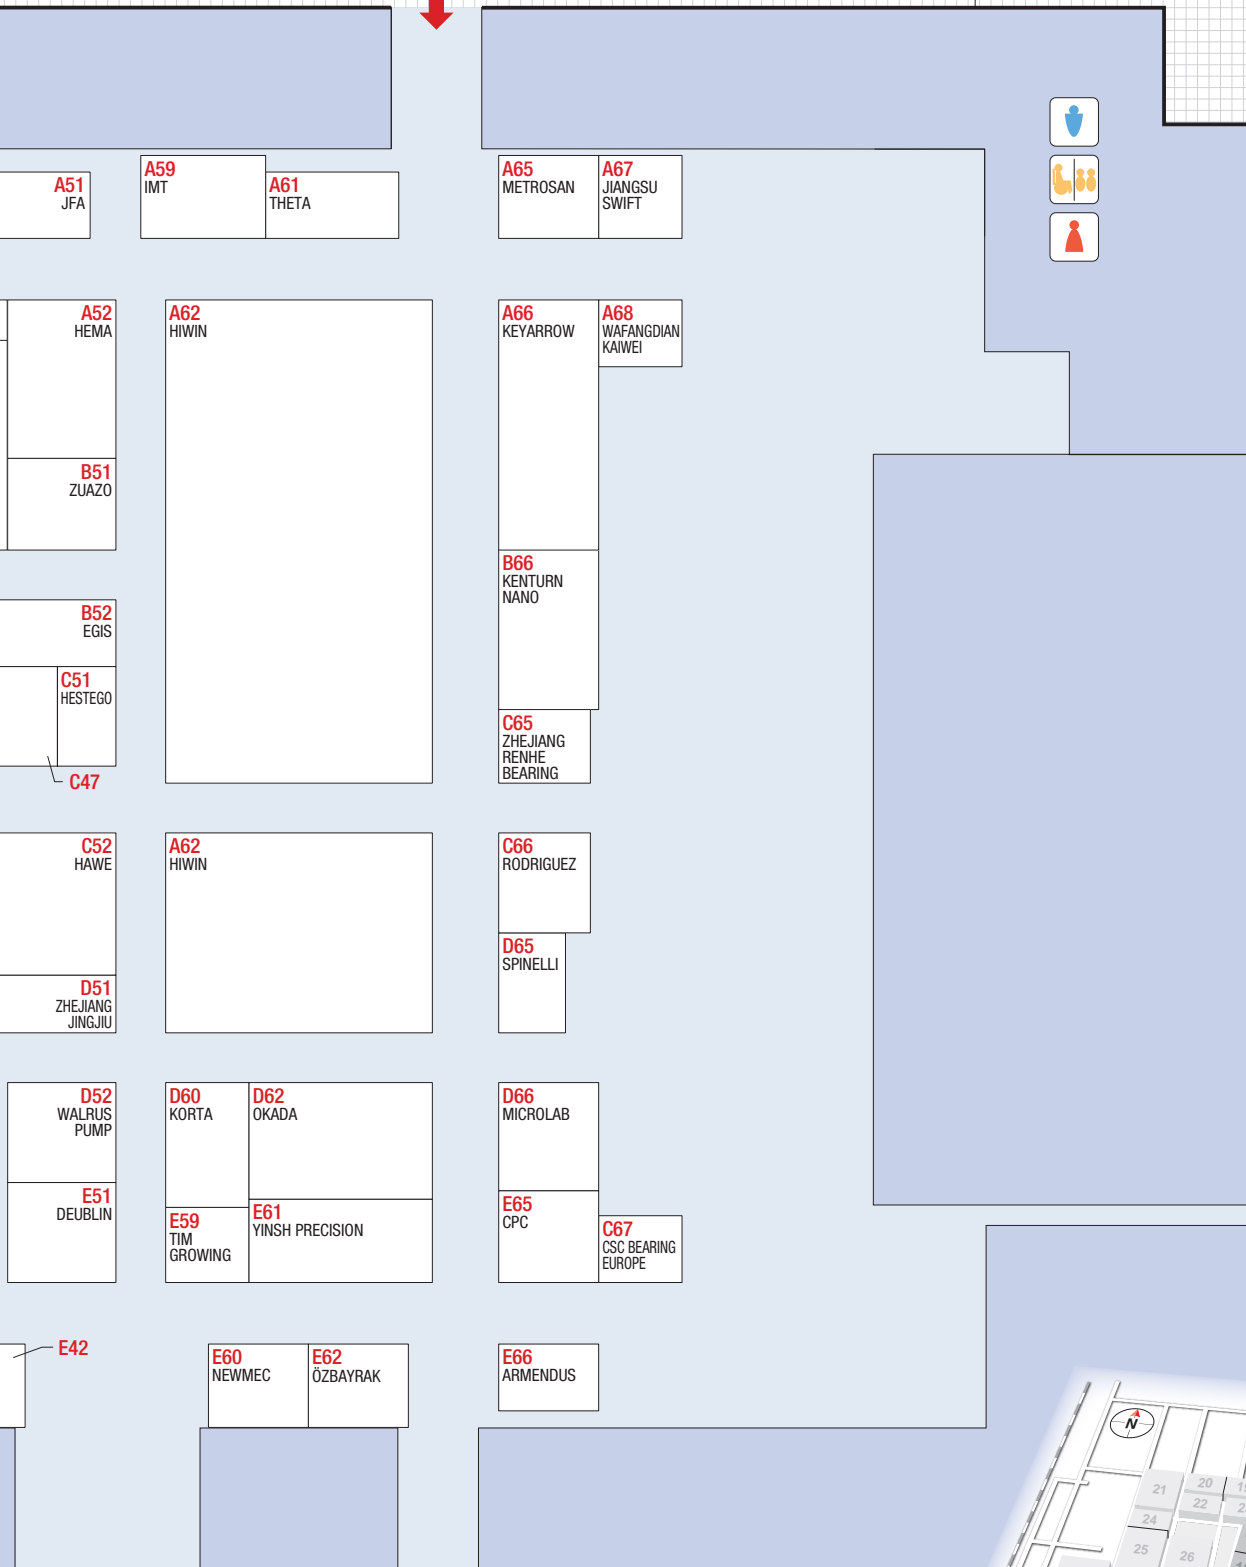 A51
JFA
A59
IMT
A61
THETA
A65
METROSAN
A67
JIANGSU
SWIFT
A52
HEMA
A62
HIWIN
A66
KEYARROW
A68
WAFANGDIAN
KAIWEI
B51
ZUAZO
B66
KENTURN
NANO
B52
EGIS
C51
HESTEGO
C47
C65
ZHEJIANG
RENHE
BEARING
C52
HAWE
A62
HIWIN
C66
RODRIGUEZ
D65
SPINELLI
D51
ZHEJIANG
JINGJIU
D52
WALRUS
PUMP
D60
KORTA
D62
OKADA
D66
MICROLAB
E51
DEUBLIN
E59
TIM
GROWING
E61
YINSH PRECISION
E65
CPC
C67
CSC BEARING
EUROPE
E42
E60
NEWMEC
E62
ÖZBAYRAK
E66
ARMENDUS
N
21
20
22
24
25
26